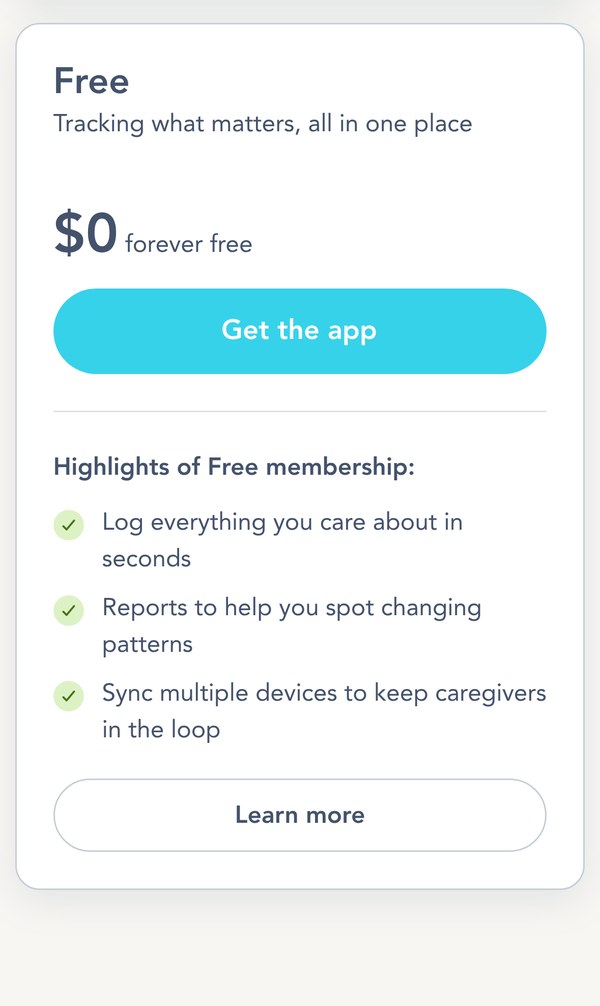 Free
Tracking what matters, all in one place
$0 forever free
Get the app
Highlights of Free membership:
Log everything you care about in
seconds
Reports to help you spot changing
patterns
Sync multiple devices to keep caregivers
in the loop
Learn more